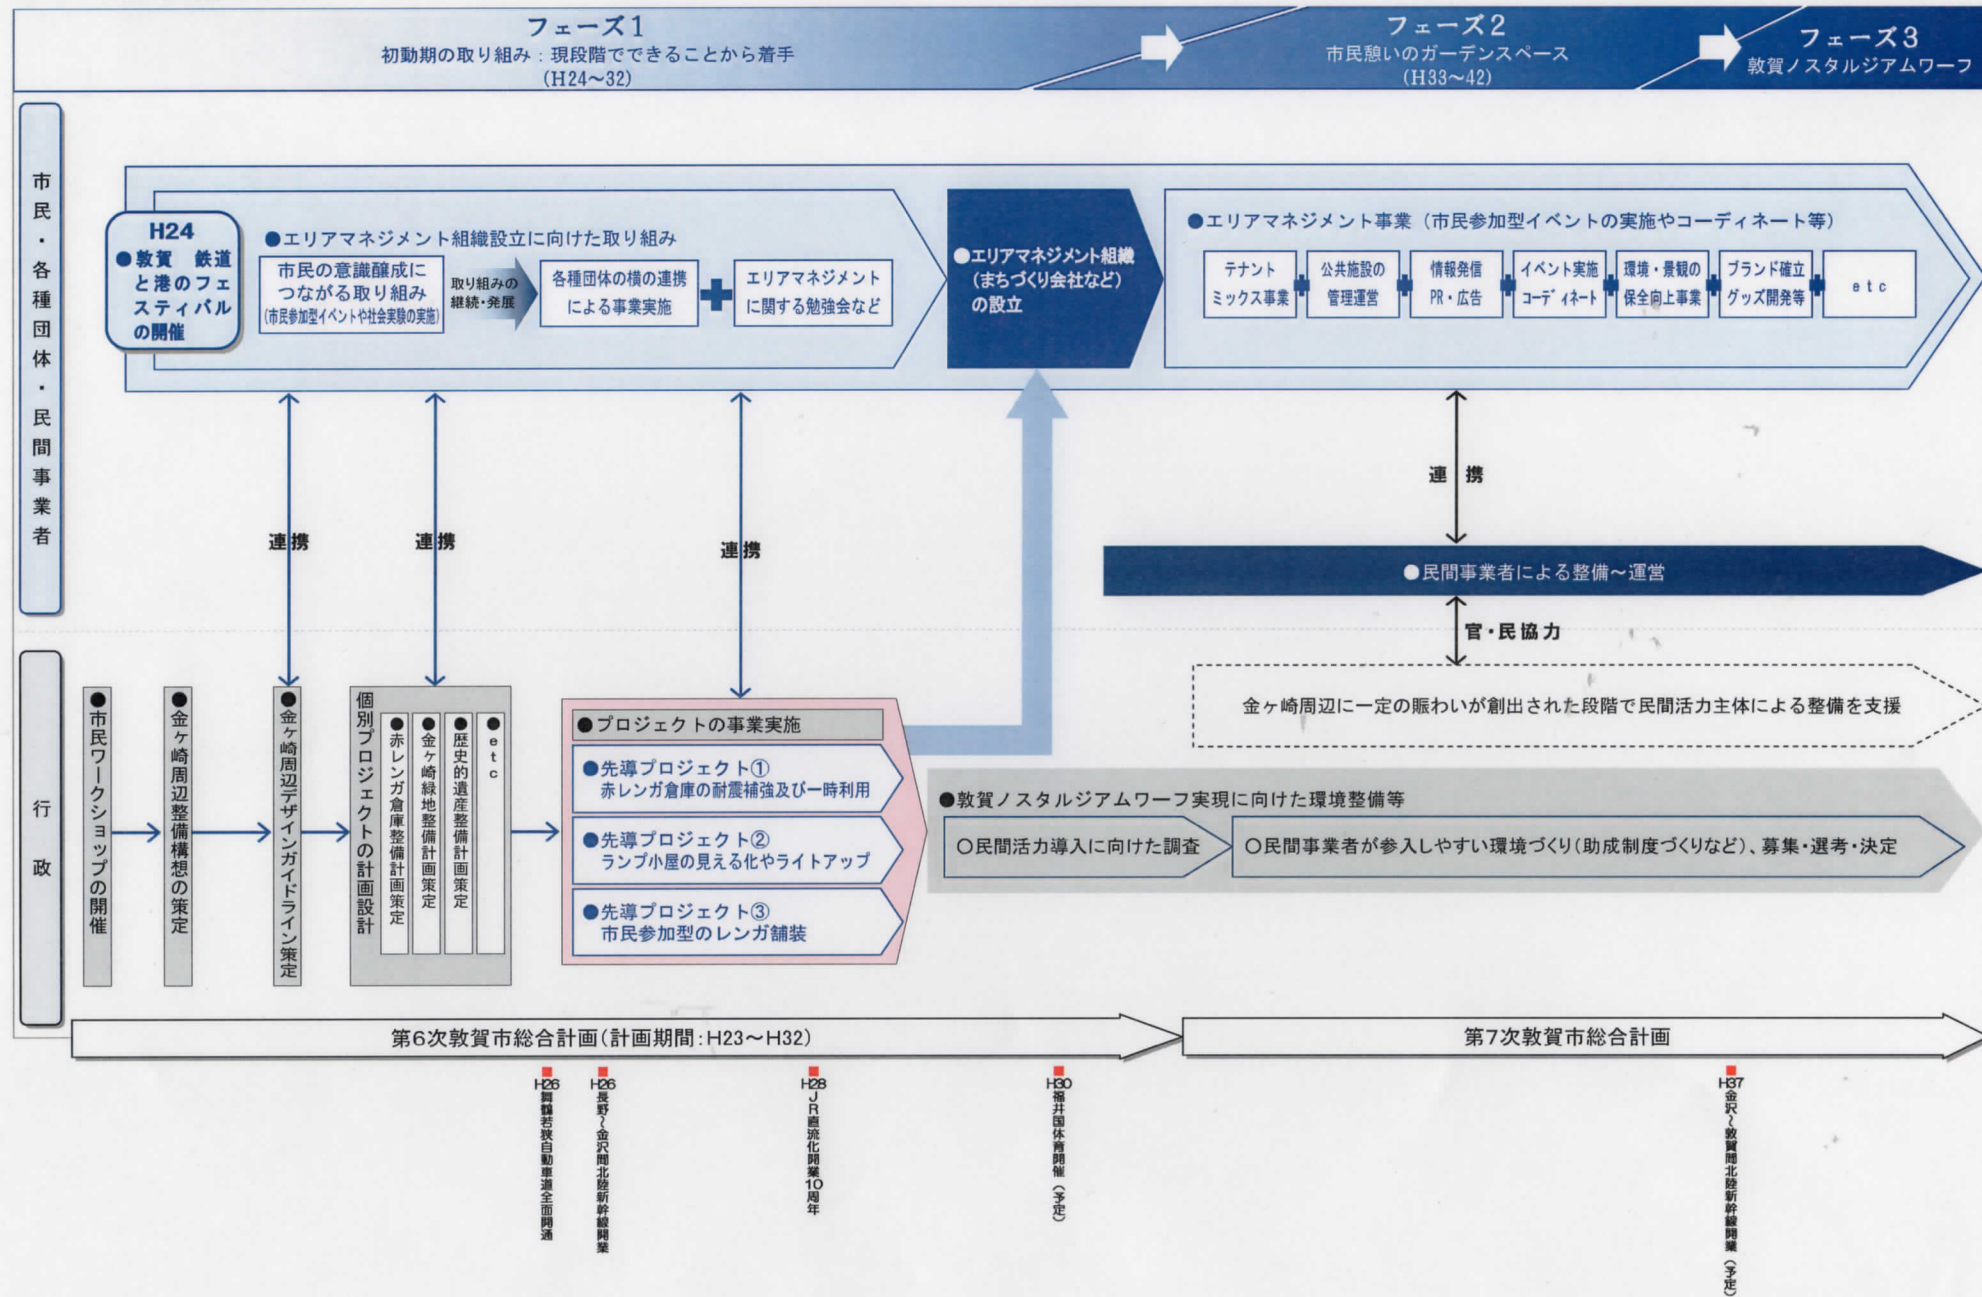 フェーズ1
初動期の取り組み：現段階でできることから着手
(H24～32)
フェーズ2
市民憩いのガーデンスペース
(H33～42)
フェーズ3
敦賀ノスタルジアムワーフ
市民・各種団体・民間事業者
H24
●敦賀 鉄道
と港のフェ
スティバル
の開催
●エリアマネジメント組織設立に向けた取り組み
市民の意識醸成に
つながる取り組み
(市民参加型イベントや社会実験の実施)
取り組みの
継続・発展
各種団体の横の連携
による事業実施
エリアマネジメント
に関する勉強会など
●エリアマネジメント組織
(まちづくり会社など)
の設立
●エリアマネジメント事業（市民参加型イベントの実施やコーディネート等）
テナント
ミックス事業
公共施設の
管理運営
情報発信
PR・広告
イベント実施
コーディネート
環境・景観の
保全向上事業
ブランド確立
グッズ開発等
etc
連携
連携
連携
連携
●民間事業者による整備～運営
官・民協力
行政
●市民ワークショップの開催
●金ヶ崎周辺整備構想の策定
●金ヶ崎周辺デザインガイドライン策定
個別プロジェクトの計画設計
●赤レンガ倉庫整備計画策定
●金ヶ崎緑地整備計画策定
●歴史的遺産整備計画策定
●etc
●プロジェクトの事業実施
●先導プロジェクト①
赤レンガ倉庫の耐震補強及び一時利用
●先導プロジェクト②
ランプ小屋の見える化やライトアップ
●先導プロジェクト③
市民参加型のレンガ舗装
金ヶ崎周辺に一定の賑わいが創出された段階で民間活力主体による整備を支援
●敦賀ノスタルジアムワーフ実現に向けた環境整備等
○民間活力導入に向けた調査
○民間事業者が参入しやすい環境づくり(助成制度づくりなど)、募集・選考・決定
第6次敦賀市総合計画(計画期間:H23～H32)
第7次敦賀市総合計画
H26舞鶴若狭自動車道全面開通
H26長野～金沢間北陸新幹線開業
H28JR直流化開業10周年
H30福井国体育開催（予定）
H37金沢～敦賀間北陸新幹線開業（予定）